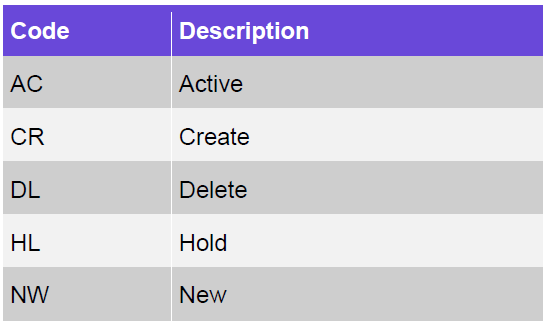 Code Description
AC Active
CR Create
DL Delete
HL Hold
NW New